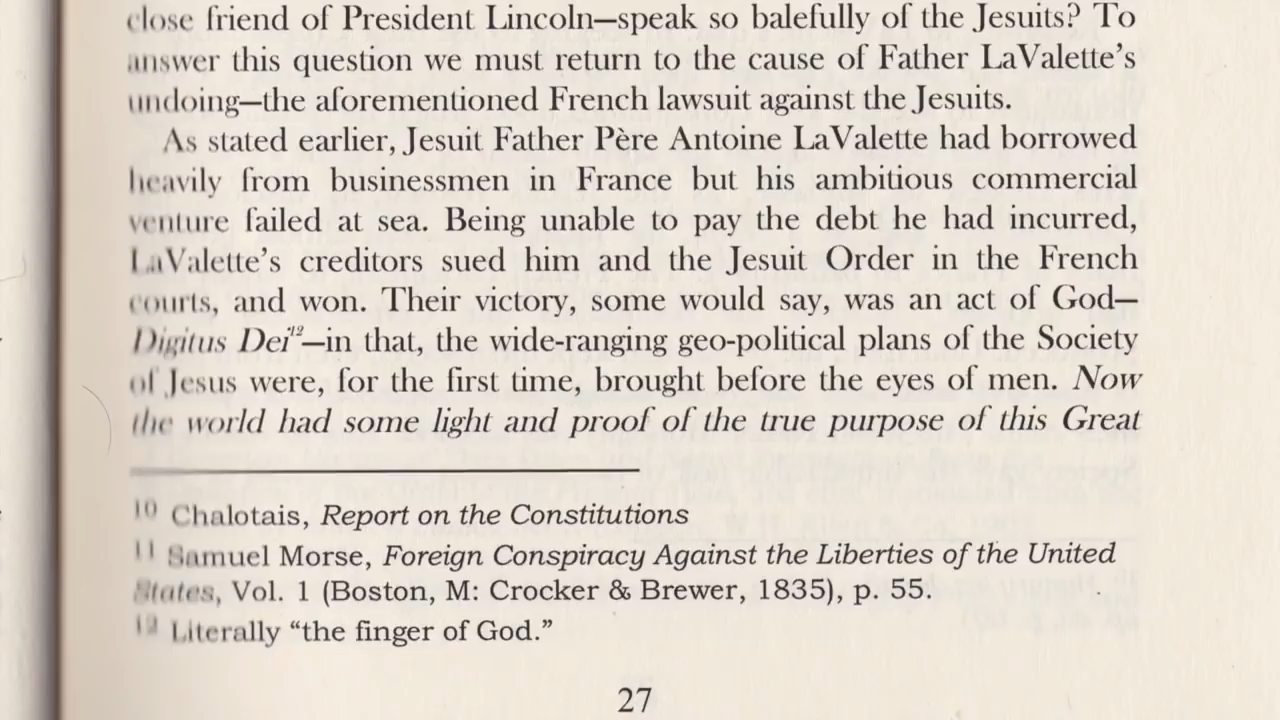 close friend of President Lincoln—speak so balefully of the Jesuits? To
answer this question we must return to the cause of Father LaValette's
undoing—the aforementioned French lawsuit against the Jesuits.
As stated earlier, Jesuit Father Père Antoine LaValette had borrowed
heavily from businessmen in France but his ambitious commercial
venture failed at sea. Being unable to pay the debt he had incurred,
LaValette's creditors sued him and the Jesuit Order in the French
courts, and won. Their victory, some would say, was an act of God—
Digitus Dei¹²—in that, the wide-ranging geo-political plans of the Society
of Jesus were, for the first time, brought before the eyes of men. Now
the world had some light and proof of the true purpose of this Great
¹⁰ Chalotais, Report on the Constitutions
¹¹ Samuel Morse, Foreign Conspiracy Against the Liberties of the United
States, Vol. 1 (Boston, M: Crocker & Brewer, 1835), p. 55.
¹² Literally “the finger of God.”
27